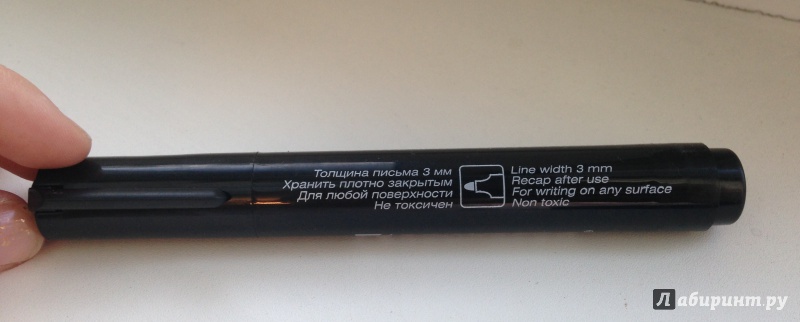 Толщина письма 3 мм
Хранить плотно закрытым
Для любой поверхности
Не токсичен
Line width 3 mm
Recap after use
For writing on any surface
Non toxic
Лабиринт.ру